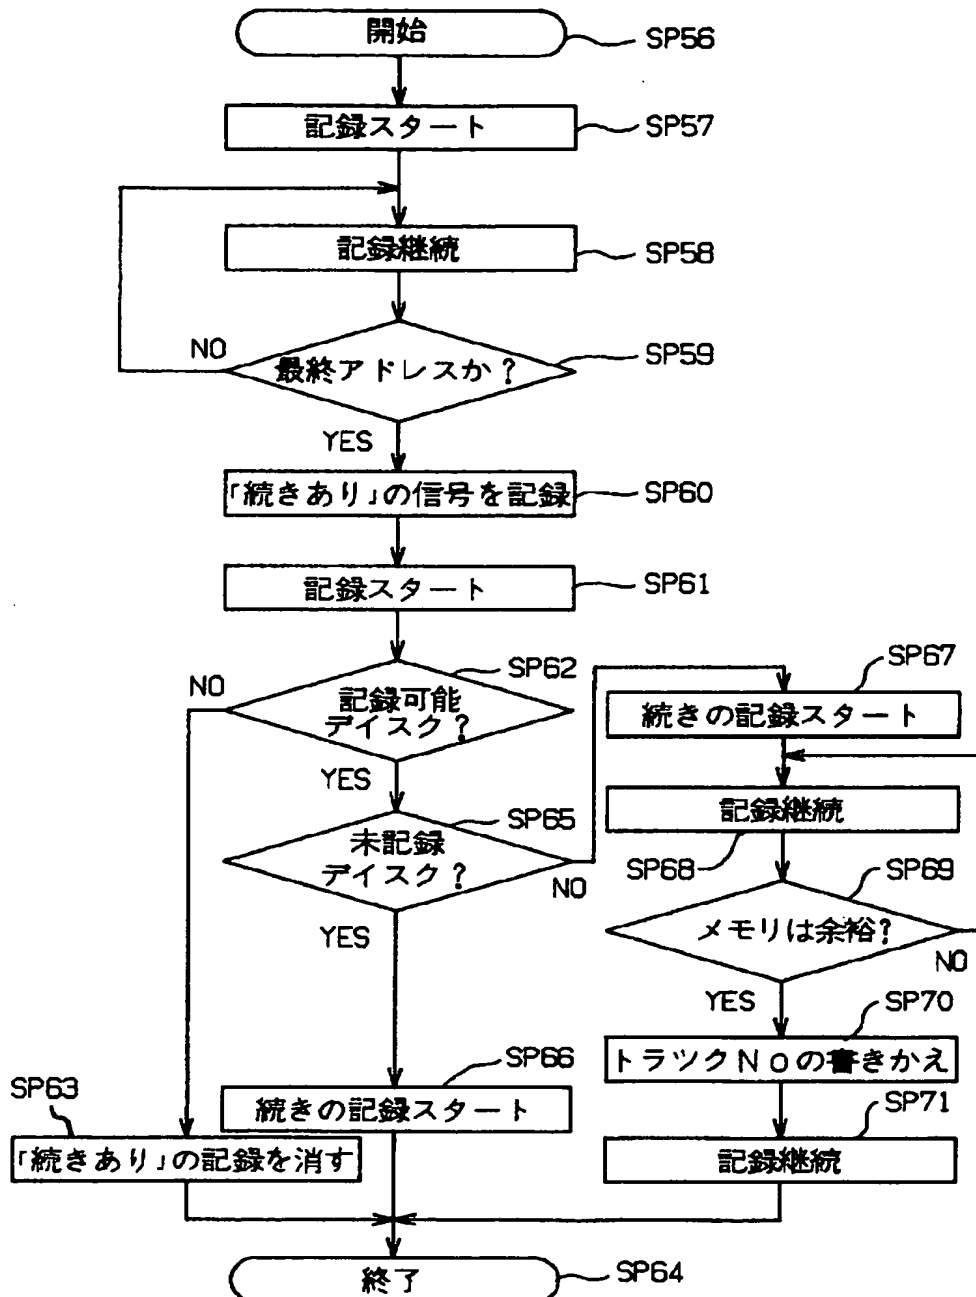 開始
SP56
記録スタート
SP57
記録継続
SP58
最終アドレスか?
SP59
NO
YES
「続きあり」の信号を記録
SP60
記録スタート
SP61
記録可能
デイスク?
SP62
NO
YES
未記録
デイスク?
SP65
NO
YES
続きの記録スタート
SP66
「続きあり」の記録を消す
SP63
続きの記録スタート
SP67
記録継続
SP68
メモリは余裕?
SP69
NO
YES
トラツクNoの書きかえ
SP70
記録継続
SP71
終了
SP64